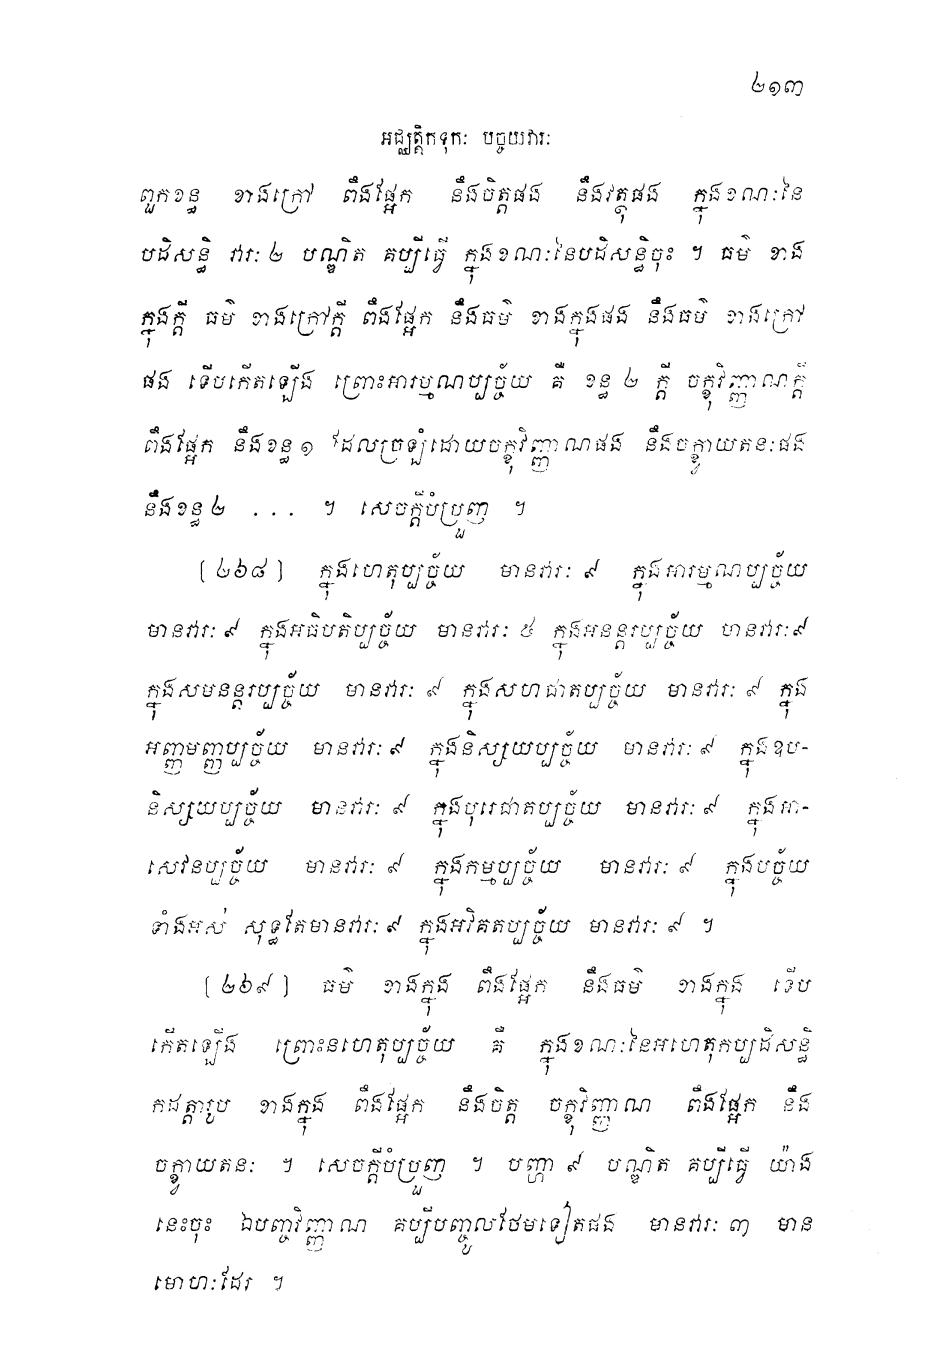 ២១៣
អជ្ឈត្តិកទុកៈ បច្ចយវារៈ
ពួកខន្ធ ខាងក្រៅ ពឹងផ្អែក នឹងចិត្តផង នឹងវត្ថុផង ក្នុងខណៈនៃ
បដិសន្ធិ វារៈ ២ បណ្ឌិត គប្បីធ្វើ ក្នុងខណៈនៃបដិសន្ធិចុះ ។ ធម៌ ខាង
ក្នុងក្តី ធម៌ ខាងក្រៅក្តី ពឹងផ្អែក នឹងធម៌ ខាងក្នុងផង នឹងធម៌ ខាងក្រៅ
ផង ទើបកើតឡើង ព្រោះអារម្មណប្បច្ច័យ គឺ ខន្ធ ២ ក្តី ចក្ខុវិញ្ញាណក្តី
ពឹងផ្អែក នឹងខន្ធ ១ ដែលច្រឡំដោយចក្ខុវិញ្ញាណផង នឹងចក្ខ្វាយតនៈផង
នឹងខន្ធ ២ ... ។ សេចក្តីបំប្រួញ ។
[២៦៨] ក្នុងហេតុប្បច្ច័យ មានវារៈ ៩ ក្នុងអារម្មណប្បច្ច័យ
មានវារៈ ៩ ក្នុងអធិបតិប្បច្ច័យ មានវារៈ ៥ ក្នុងអនន្តរប្បច្ច័យ មានវារៈ ៩
ក្នុងសមនន្តរប្បច្ច័យ មានវារៈ ៩ ក្នុងសហជាតប្បច្ច័យ មានវារៈ ៩ ក្នុង
អញ្ញមញ្ញប្បច្ច័យ មានវារៈ ៩ ក្នុងនិស្សយប្បច្ច័យ មានវារៈ ៩ ក្នុងឧប-
និស្សយប្បច្ច័យ មានវារៈ ៩ ក្នុងបុរេជាតប្បច្ច័យ មានវារៈ ៩ ក្នុងអា-
សេវនប្បច្ច័យ មានវារៈ ៩ ក្នុងកម្មប្បច្ច័យ មានវារៈ ៩ ក្នុងបច្ច័យ
ទាំងអស់ សុទ្ធតែមានវារៈ ៩ ក្នុងអវិគតប្បច្ច័យ មានវារៈ ៩ ។
[២៦៩] ធម៌ ខាងក្នុង ពឹងផ្អែក នឹងធម៌ ខាងក្នុង ទើប
កើតឡើង ព្រោះនហេតុប្បច្ច័យ គឺ ក្នុងខណៈនៃអហេតុកប្បដិសន្ធិ
កដត្តារូប ខាងក្នុង ពឹងផ្អែក នឹងចិត្ត ចក្ខុវិញ្ញាណ ពឹងផ្អែក នឹង
ចក្ខ្វាយតនៈ ។ សេចក្តីបំប្រួញ ។ បញ្ហា ៩ បណ្ឌិត គប្បីធ្វើ យ៉ាង
នេះចុះ ឯបញ្ចវិញ្ញាណ គប្បីបញ្ចូលថែមទៀតផង មានវារៈ ៣ មាន
មោហៈដែរ ។